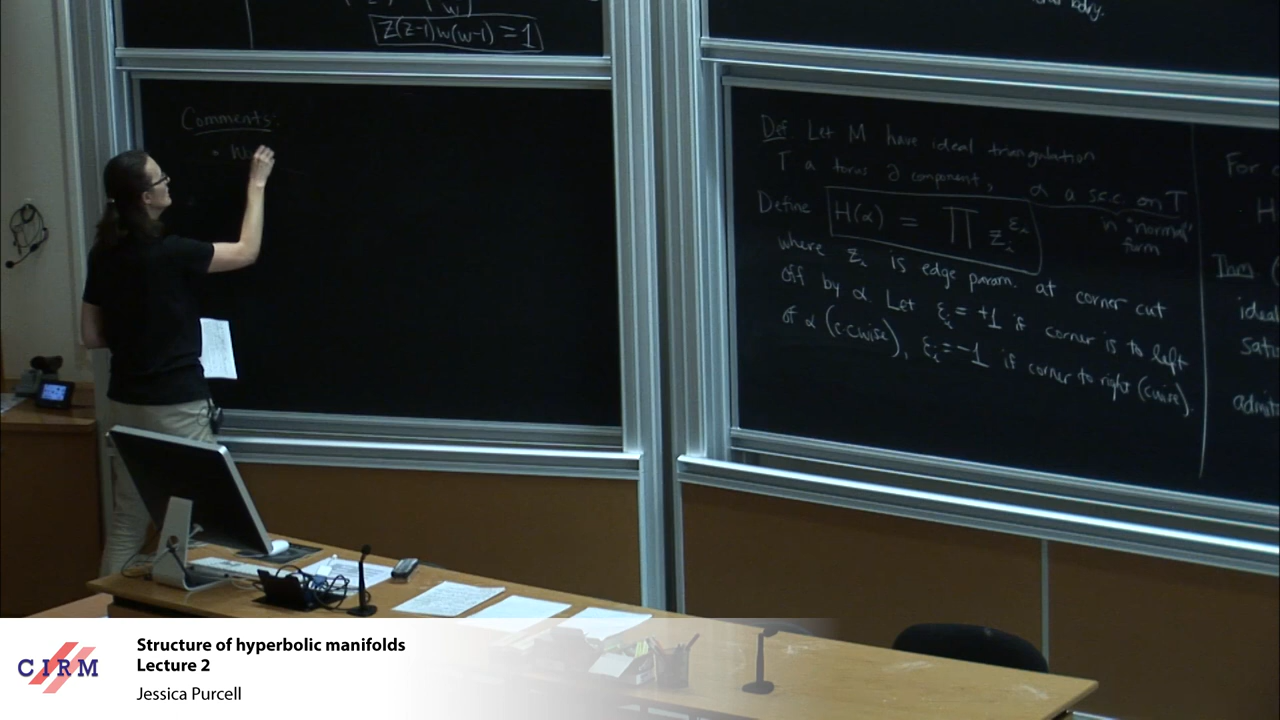 Z(Z-1)W(W-1) = 1
Comments:
Def Let M have ideal triangulation
T a torus ∂ component, α a s.c.c. on T
in "normal" form
Define H(α) = ∏ z_i^{ε_i}
where z_i is edge param. at corner cut
off by α. Let ε_i = +1 if corner is to left
of α (c.cwise), ε_i = -1 if corner to right (cwise).
For
H
Thm
ideal
admit
CIRM
Structure of hyperbolic manifolds
Lecture 2
Jessica Purcell